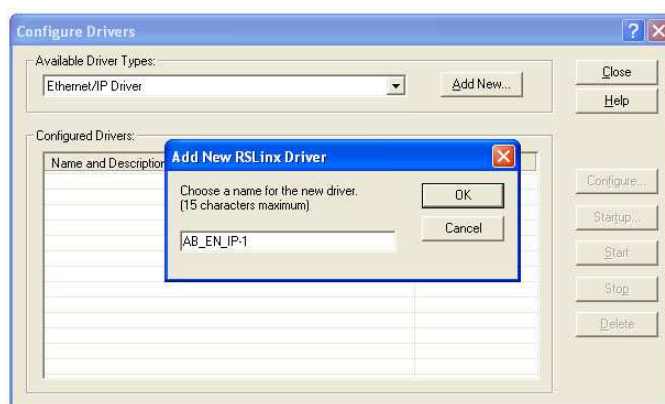 Configure Drivers
Available Driver Types:
Ethernet/IP Driver
Add New...
Close
Help
Configured Drivers:
Name and Description
Add New RSLinx Driver
Choose a name for the new driver.
(15 characters maximum)
OK
Cancel
AB_EN_IP-1
Configure...
Startup...
Start
Stop
Delete